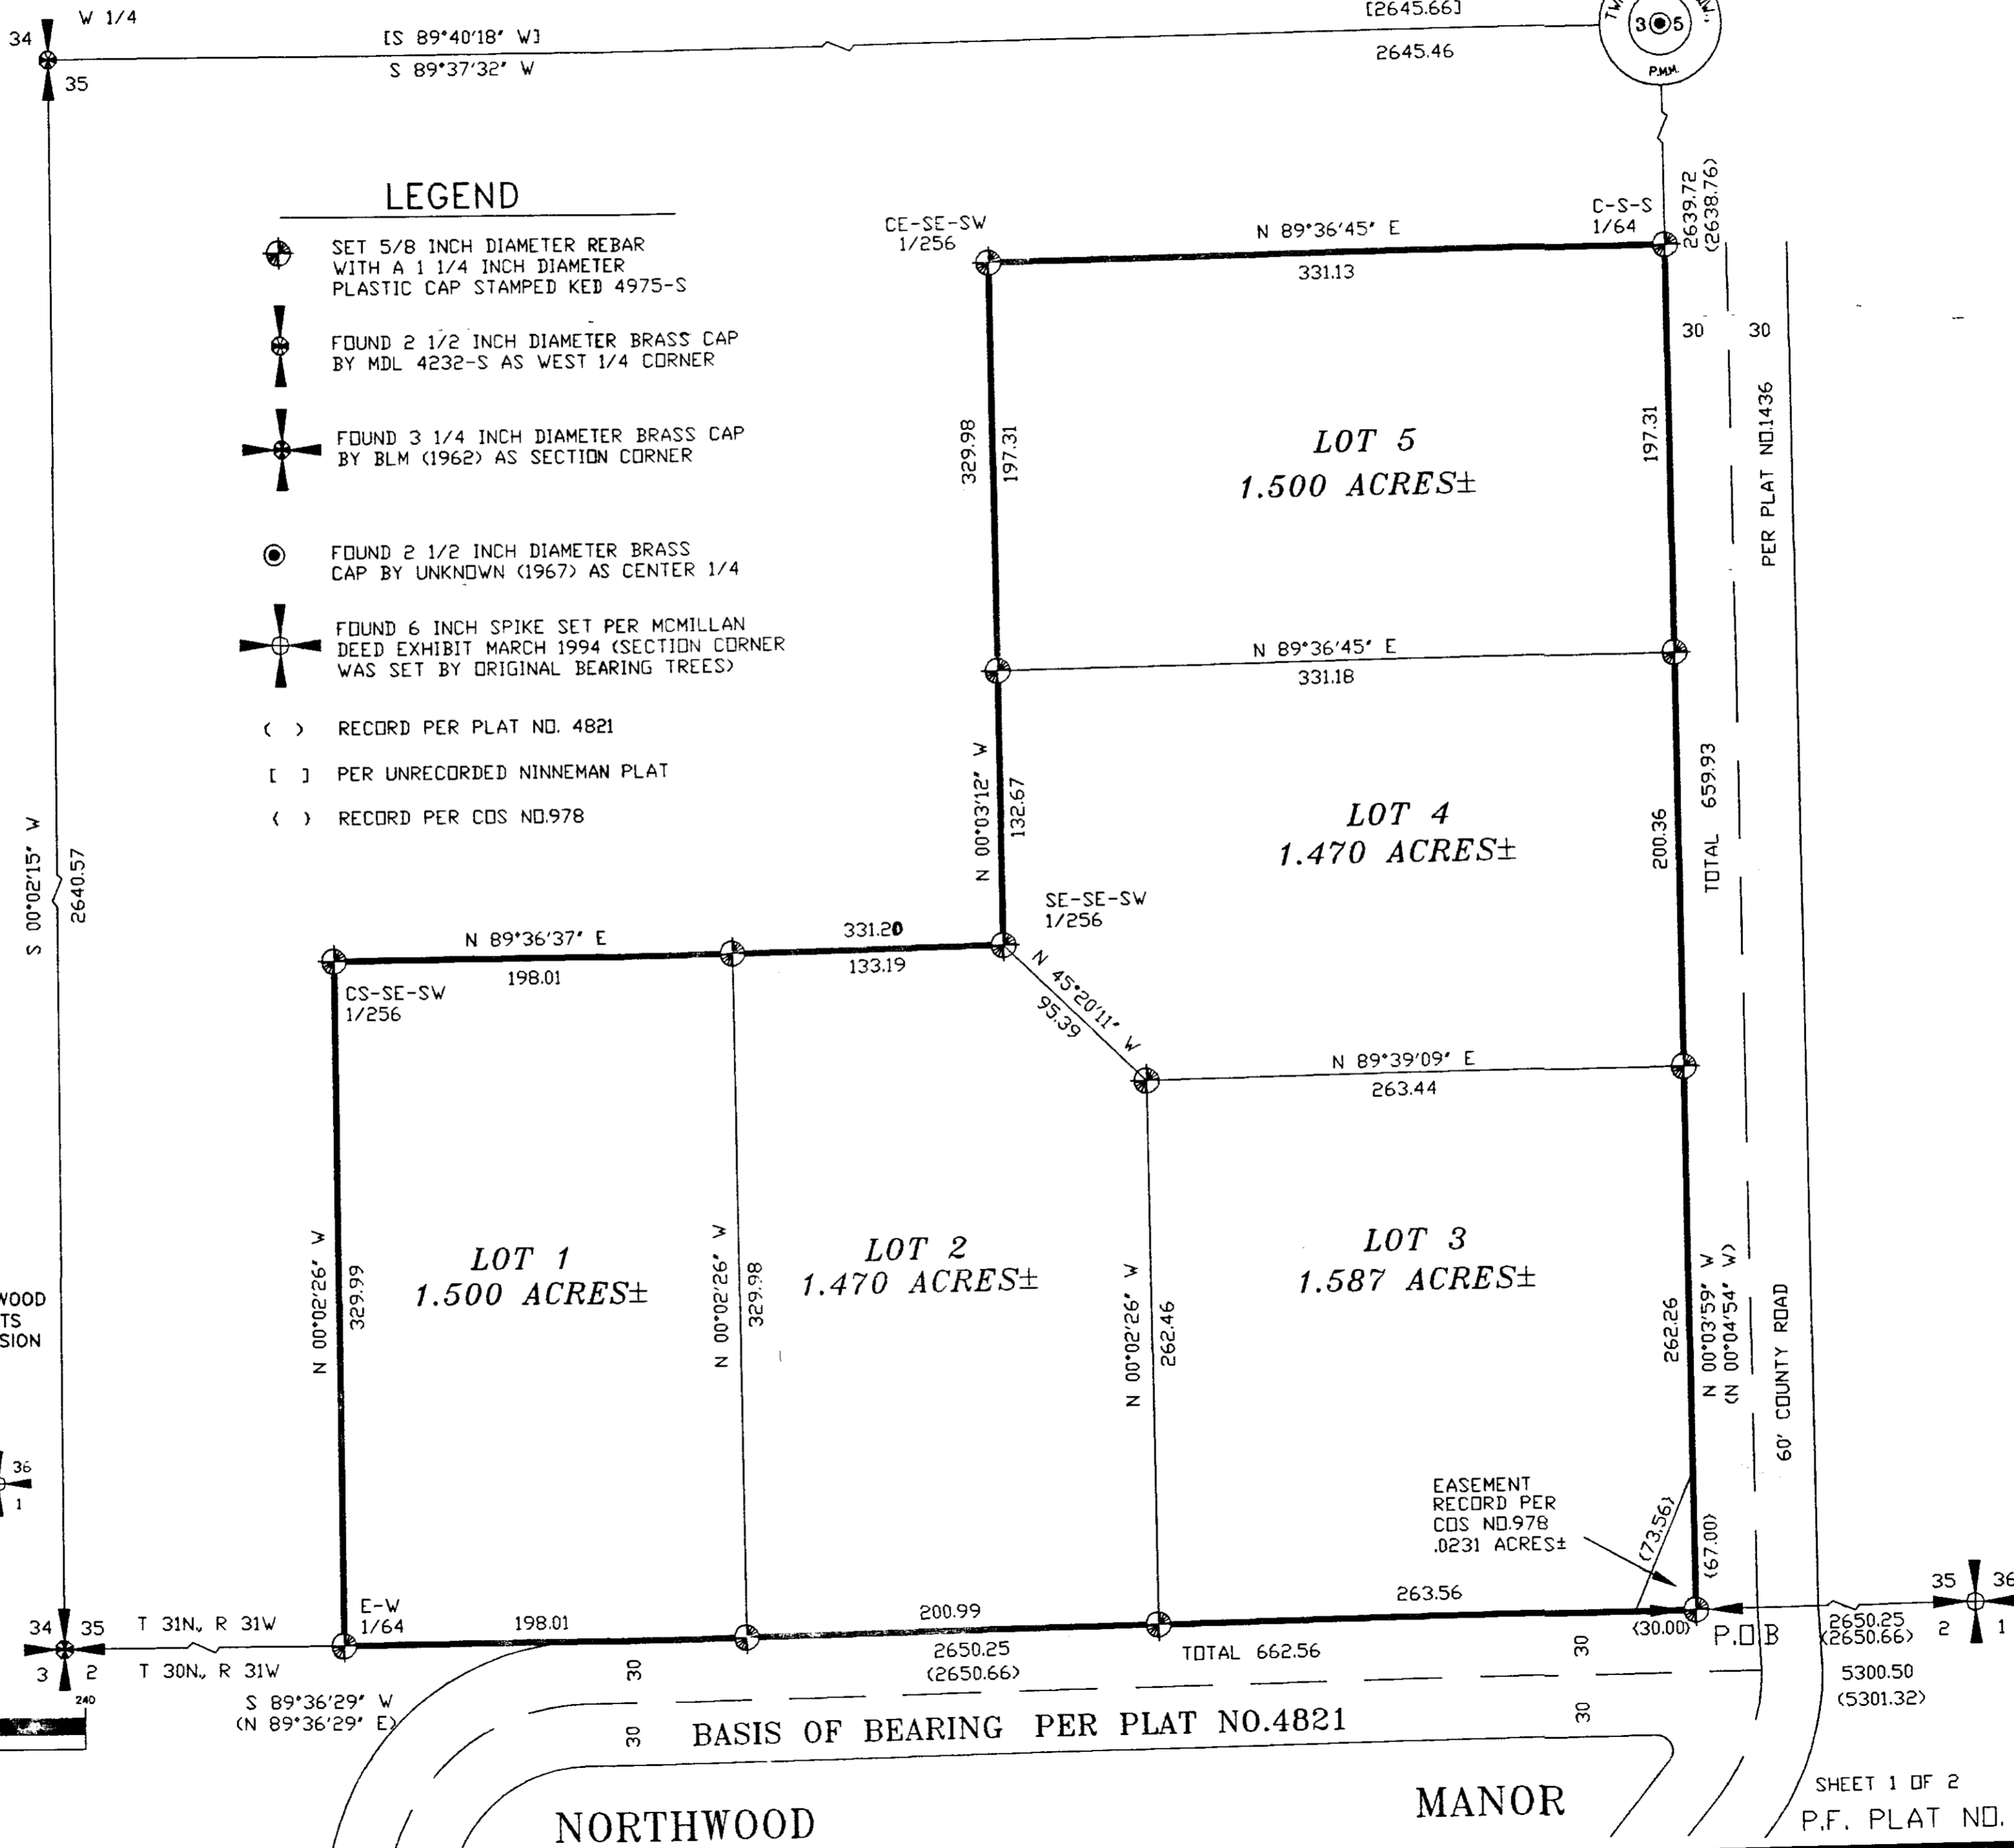 W 1/4
34
35
[S 89°40'18" W]
S 89°37'32" W
[2645.66]
2645.46
3 5
P.M.M.
2639.72
(2638.76)
LEGEND
SET 5/8 INCH DIAMETER REBAR
WITH A 1 1/4 INCH DIAMETER
PLASTIC CAP STAMPED KED 4975-S
FOUND 2 1/2 INCH DIAMETER BRASS CAP
BY MDL 4232-S AS WEST 1/4 CORNER
FOUND 3 1/4 INCH DIAMETER BRASS CAP
BY BLM (1962) AS SECTION CORNER
FOUND 2 1/2 INCH DIAMETER BRASS
CAP BY UNKNOWN (1967) AS CENTER 1/4
FOUND 6 INCH SPIKE SET PER MCMILLAN
DEED EXHIBIT MARCH 1994 (SECTION CORNER
WAS SET BY ORIGINAL BEARING TREES)
( ) RECORD PER PLAT NO. 4821
[ ] PER UNRECORDED NINNEMAN PLAT
< > RECORD PER COS NO.978
CE-SE-SW
1/256
N 89°36'45" E
331.13
C-S-S
1/64
30
30
329.98
197.31
LOT 5
1.500 ACRES±
197.31
PER PLAT NO.1436
N 89°36'45" E
331.18
N 00°03'12" W
132.67
LOT 4
1.470 ACRES±
200.36
TOTAL 659.93
S 00°02'15" W
2640.57
SE-SE-SW
1/256
N 89°36'37" E
198.01
331.20
133.19
CS-SE-SW
1/256
N 45°20'11" W
95.39
N 89°39'09" E
263.44
N 00°02'26" W
329.99
LOT 1
1.500 ACRES±
N 00°02'26" W
329.98
LOT 2
1.470 ACRES±
N 00°02'26" W
262.46
LOT 3
1.587 ACRES±
262.26
N 00°03'59" W
(N 00°04'54" W)
60' COUNTY ROAD
WOOD
TS
SION
36
1
EASEMENT
RECORD PER
COS NO.978
.0231 ACRES±
<73.56>
<67.00>
<30.00>
P.O B
34 35
3 2
T 31N., R 31W
T 30N., R 31W
E-W
1/64
198.01
200.99
263.56
2650.25
(2650.66)
TOTAL 662.56
35 36
2 1
2650.25
(2650.66)
5300.50
(5301.32)
240
S 89°36'29" W
(N 89°36'29" E)
30
30
30
30
BASIS OF BEARING PER PLAT NO.4821
NORTHWOOD
MANOR
SHEET 1 OF 2
P.F. PLAT NO.